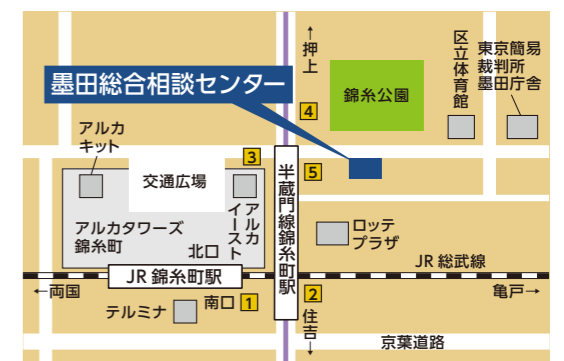 ↑
押上
区立体育館
東京簡易
裁判所
墨田庁舎
墨田総合相談センター
錦糸公園
4
アルカ
キット
交通広場
3
5
半蔵門線錦糸町駅
アルカ
イースト
アルカタワーズ
錦糸町
北口
ロッテ
プラザ
JR 総武線
JR 錦糸町駅
←両国
亀戸→
テルミナ
南口
1
2
住吉
↓
京葉道路